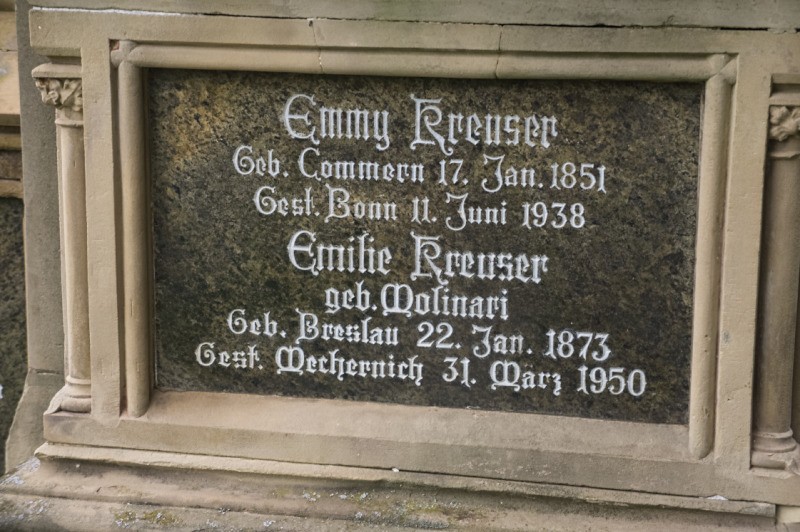 Emmy Kreuser
Geb. Commern 17. Jan. 1851
Gest. Bonn 11. Juni 1938
Emilie Kreuser
geb. Molinari
Geb. Breslau 22. Jan. 1873
Gest. Mechernich 31. März 1950